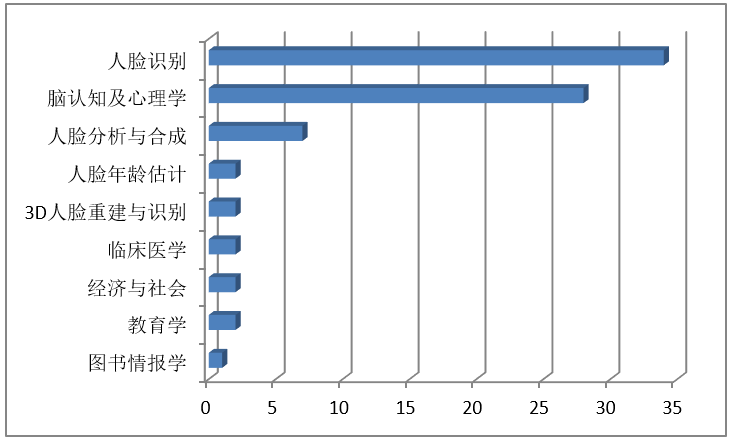 人脸识别
脑认知及心理学
人脸分析与合成
人脸年龄估计
3D人脸重建与识别
临床医学
经济与社会
教育学
图书情报学
0 5 10 15 20 25 30 35